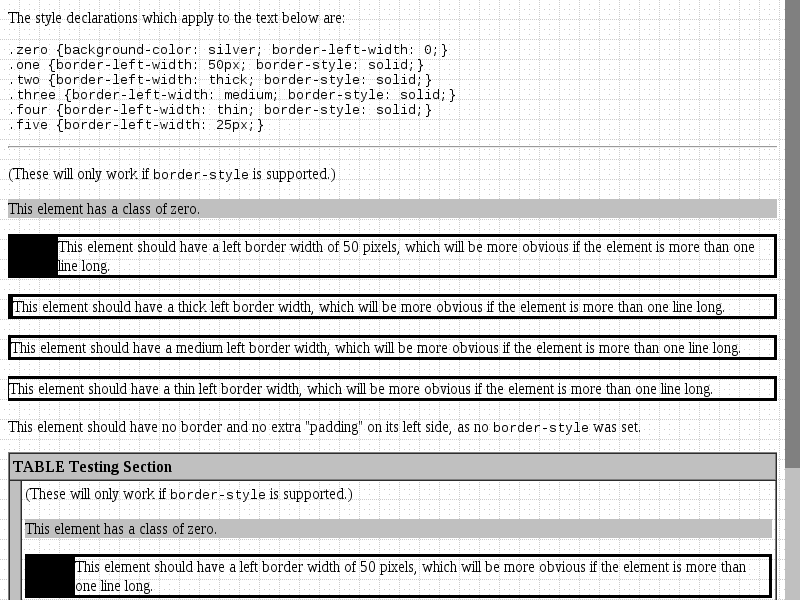 The style declarations which apply to the text below are:
.zero {background-color: silver; border-left-width: 0;}
.one {border-left-width: 50px; border-style: solid;}
.two {border-left-width: thick; border-style: solid;}
.three {border-left-width: medium; border-style: solid;}
.four {border-left-width: thin; border-style: solid;}
.five {border-left-width: 25px;}
(These will only work if border-style is supported.)
This element has a class of zero.
This element should have a left border width of 50 pixels, which will be more obvious if the element is more than one
line long.
This element should have a thick left border width, which will be more obvious if the element is more than one line long.
This element should have a medium left border width, which will be more obvious if the element is more than one line long.
This element should have a thin left border width, which will be more obvious if the element is more than one line long.
This element should have no border and no extra "padding" on its left side, as no border-style was set.
TABLE Testing Section
(These will only work if border-style is supported.)
This element has a class of zero.
This element should have a left border width of 50 pixels, which will be more obvious if the element is more than
one line long.